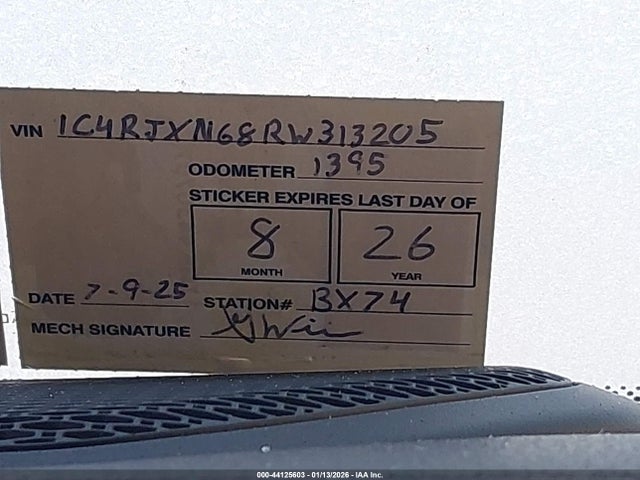 VIN 1C4RJXN68RW313205
ODOMETER 1395
STICKER EXPIRES LAST DAY OF
8 26
MONTH YEAR
DATE 7-9-25 STATION# BX74
MECH SIGNATURE
000-44125603 - 01/13/2026 - IAA Inc.